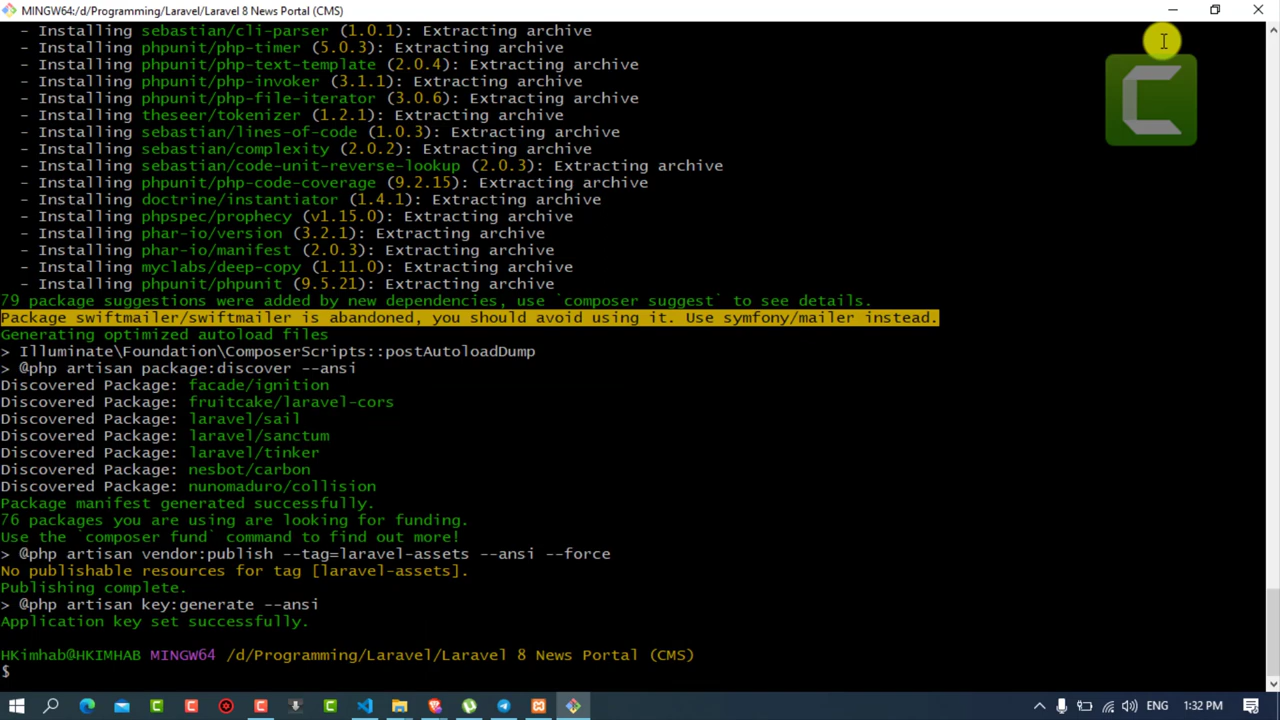 MINGW64:/d/Programming/Laravel/Laravel 8 News Portal (CMS)
- Installing sebastian/cli-parser (1.0.1): Extracting archive
- Installing phpunit/php-timer (5.0.3): Extracting archive
- Installing phpunit/php-text-template (2.0.4): Extracting archive
- Installing phpunit/php-invoker (3.1.1): Extracting archive
- Installing phpunit/php-file-iterator (3.0.6): Extracting archive
- Installing theseer/tokenizer (1.2.1): Extracting archive
- Installing sebastian/lines-of-code (1.0.3): Extracting archive
- Installing sebastian/complexity (2.0.2): Extracting archive
- Installing sebastian/code-unit-reverse-lookup (2.0.3): Extracting archive
- Installing phpunit/php-code-coverage (9.2.15): Extracting archive
- Installing doctrine/instantiator (1.4.1): Extracting archive
- Installing phpspec/prophecy (v1.15.0): Extracting archive
- Installing phar-io/version (3.2.1): Extracting archive
- Installing phar-io/manifest (2.0.3): Extracting archive
- Installing myclabs/deep-copy (1.11.0): Extracting archive
- Installing phpunit/phpunit (9.5.21): Extracting archive
79 package suggestions were added by new dependencies, use `composer suggest` to see details.
Package swiftmailer/swiftmailer is abandoned, you should avoid using it. Use symfony/mailer instead.
Generating optimized autoload files
> Illuminate\Foundation\ComposerScripts::postAutoloadDump
> @php artisan package:discover --ansi
Discovered Package: facade/ignition
Discovered Package: fruitcake/laravel-cors
Discovered Package: laravel/sail
Discovered Package: laravel/sanctum
Discovered Package: laravel/tinker
Discovered Package: nesbot/carbon
Discovered Package: nunomaduro/collision
Package manifest generated successfully.
76 packages you are using are looking for funding.
Use the `composer fund` command to find out more!
> @php artisan vendor:publish --tag=laravel-assets --ansi --force
No publishable resources for tag [laravel-assets].
Publishing complete.
> @php artisan key:generate --ansi
Application key set successfully.
HKimhab@HKIMHAB MINGW64 /d/Programming/Laravel/Laravel 8 News Portal (CMS)
$
ENG 1:32 PM